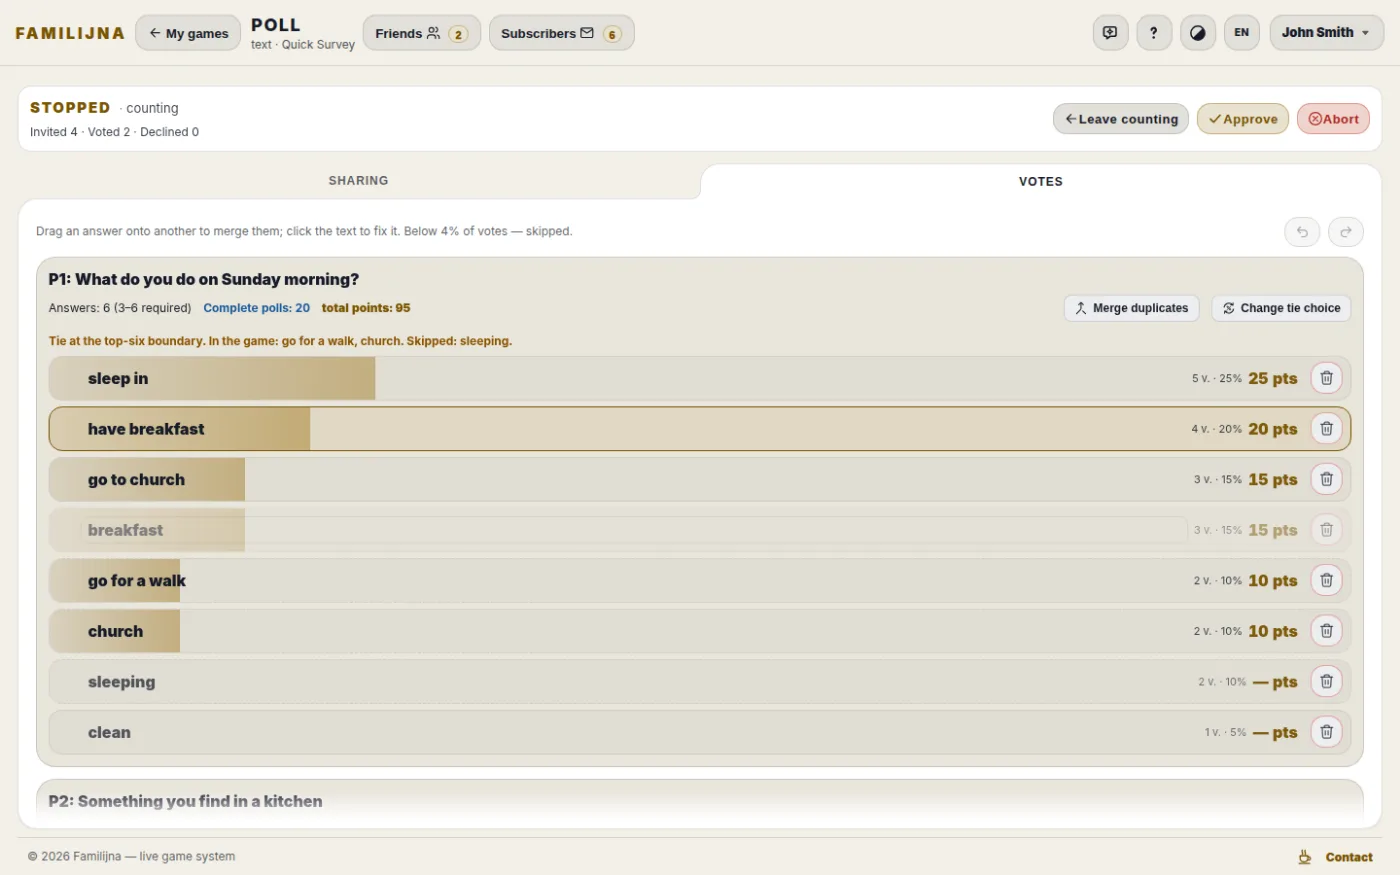 FAMILIJNA
My games
POLL
text · Quick Survey
Friends 2
Subscribers 6
?
EN
John Smith
STOPPED · counting
Invited 4 · Voted 2 · Declined 0
Leave counting
Approve
Abort
SHARING
VOTES
Drag an answer onto another to merge them; click the text to fix it. Below 4% of votes — skipped.
P1: What do you do on Sunday morning?
Answers: 6 (3–6 required) Complete polls: 20 total points: 95
Merge duplicates
Change tie choice
Tie at the top-six boundary. In the game: go for a walk, church. Skipped: sleeping.
sleep in 5 v. · 25% 25 pts
have breakfast 4 v. · 20% 20 pts
go to church 3 v. · 15% 15 pts
breakfast 3 v. · 15% 15 pts
go for a walk 2 v. · 10% 10 pts
church 2 v. · 10% 10 pts
sleeping 2 v. · 10% — pts
clean 1 v. · 5% — pts
P2: Something you find in a kitchen
© 2026 Familijna — live game system
Contact